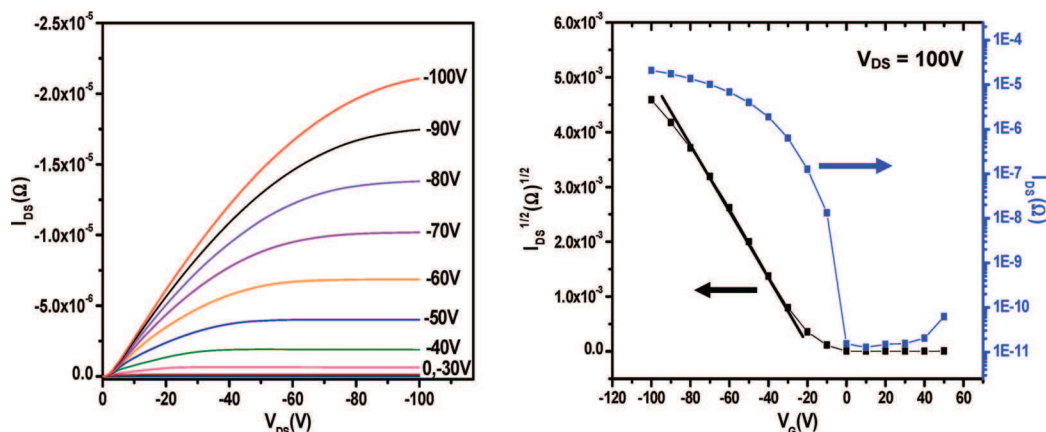 -2.5x10⁻⁵
-2.0x10⁻⁵
-1.5x10⁻⁵
-1.0x10⁻⁵
-5.0x10⁻⁶
0.0
I_DS(Ω)
0 -20 -40 -60 -80 -100
V_DS(V)
-100V
-90V
-80V
-70V
-60V
-50V
-40V
0,-30V
6.0x10⁻³
5.0x10⁻³
4.0x10⁻³
3.0x10⁻³
2.0x10⁻³
1.0x10⁻³
0.0
I_DS^1/2(Ω)^1/2
V_DS = 100V
-120 -100 -80 -60 -40 -20 0 20 40 60
V_G(V)
1E-4
1E-5
1E-6
1E-7
1E-8
1E-9
1E-10
1E-11
I_DS(Ω)